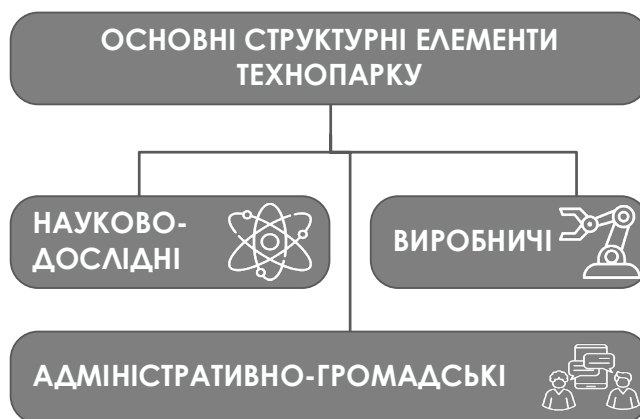 ОСНОВНІ СТРУКТУРНІ ЕЛЕМЕНТИ
ТЕХНОПАРКУ
НАУКОВО-
ДОСЛІДНІ
ВИРОБНИЧІ
АДМІНІСТРАТИВНО-ГРОМАДСЬКІ